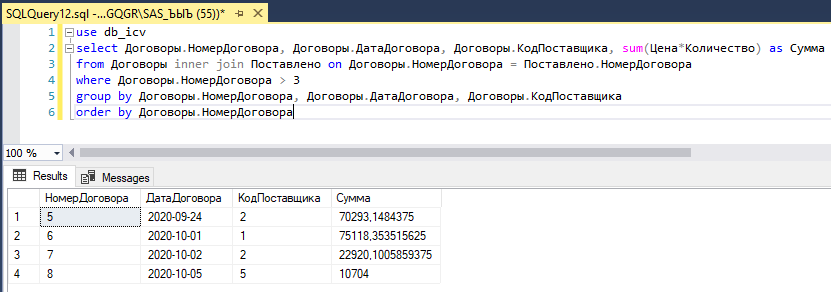 SQLQuery12.sql -...GQGR\SAS_ЪЫЬ (55))*
1 use db_icv
2 select Договоры.НомерДоговора, Договоры.ДатаДоговора, Договоры.КодПоставщика, sum(Цена*Количество) as Сумма
3 from Договоры inner join Поставлено on Договоры.НомерДоговора = Поставлено.НомерДоговора
4 where Договоры.НомерДоговора > 3
5 group by Договоры.НомерДоговора, Договоры.ДатаДоговора, Договоры.КодПоставщика
6 order by Договоры.НомерДоговора
100 %
Results Messages
НомерДоговора ДатаДоговора КодПоставщика Сумма
1 5 2020-09-24 2 70293,1484375
2 6 2020-10-01 1 75118,353515625
3 7 2020-10-02 2 22920,1005859375
4 8 2020-10-05 5 10704